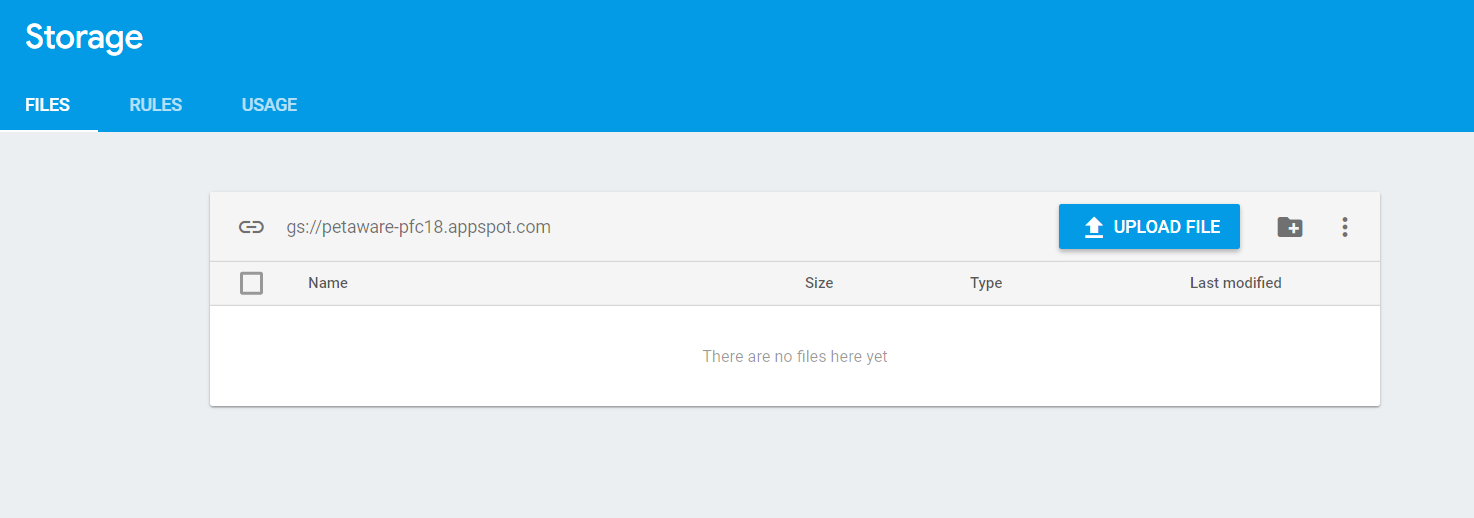 Storage
FILES RULES USAGE
gs://petaware-pfc18.appspot.com UPLOAD FILE
Name Size Type Last modified
There are no files here yet